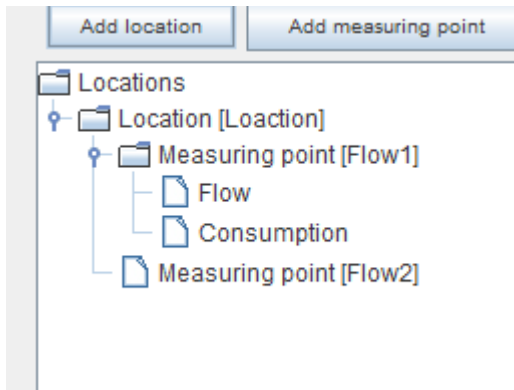 Add location Add measuring point
Locations
Location [Loaction]
Measuring point [Flow1]
Flow
Consumption
Measuring point [Flow2]